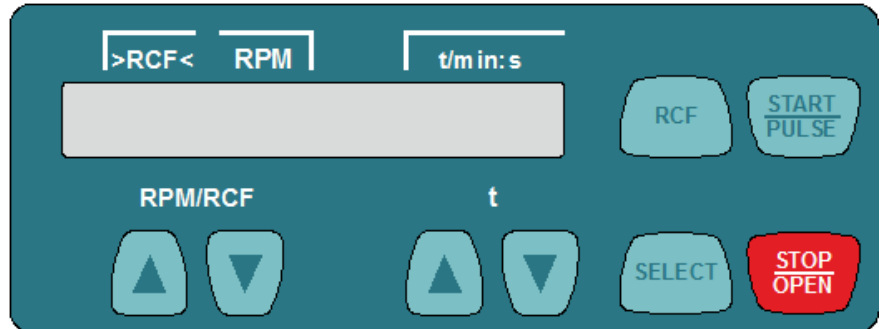 >RCF< RPM t/min:s
RCF
START
PULSE
RPM/RCF t
SELECT
STOP
OPEN